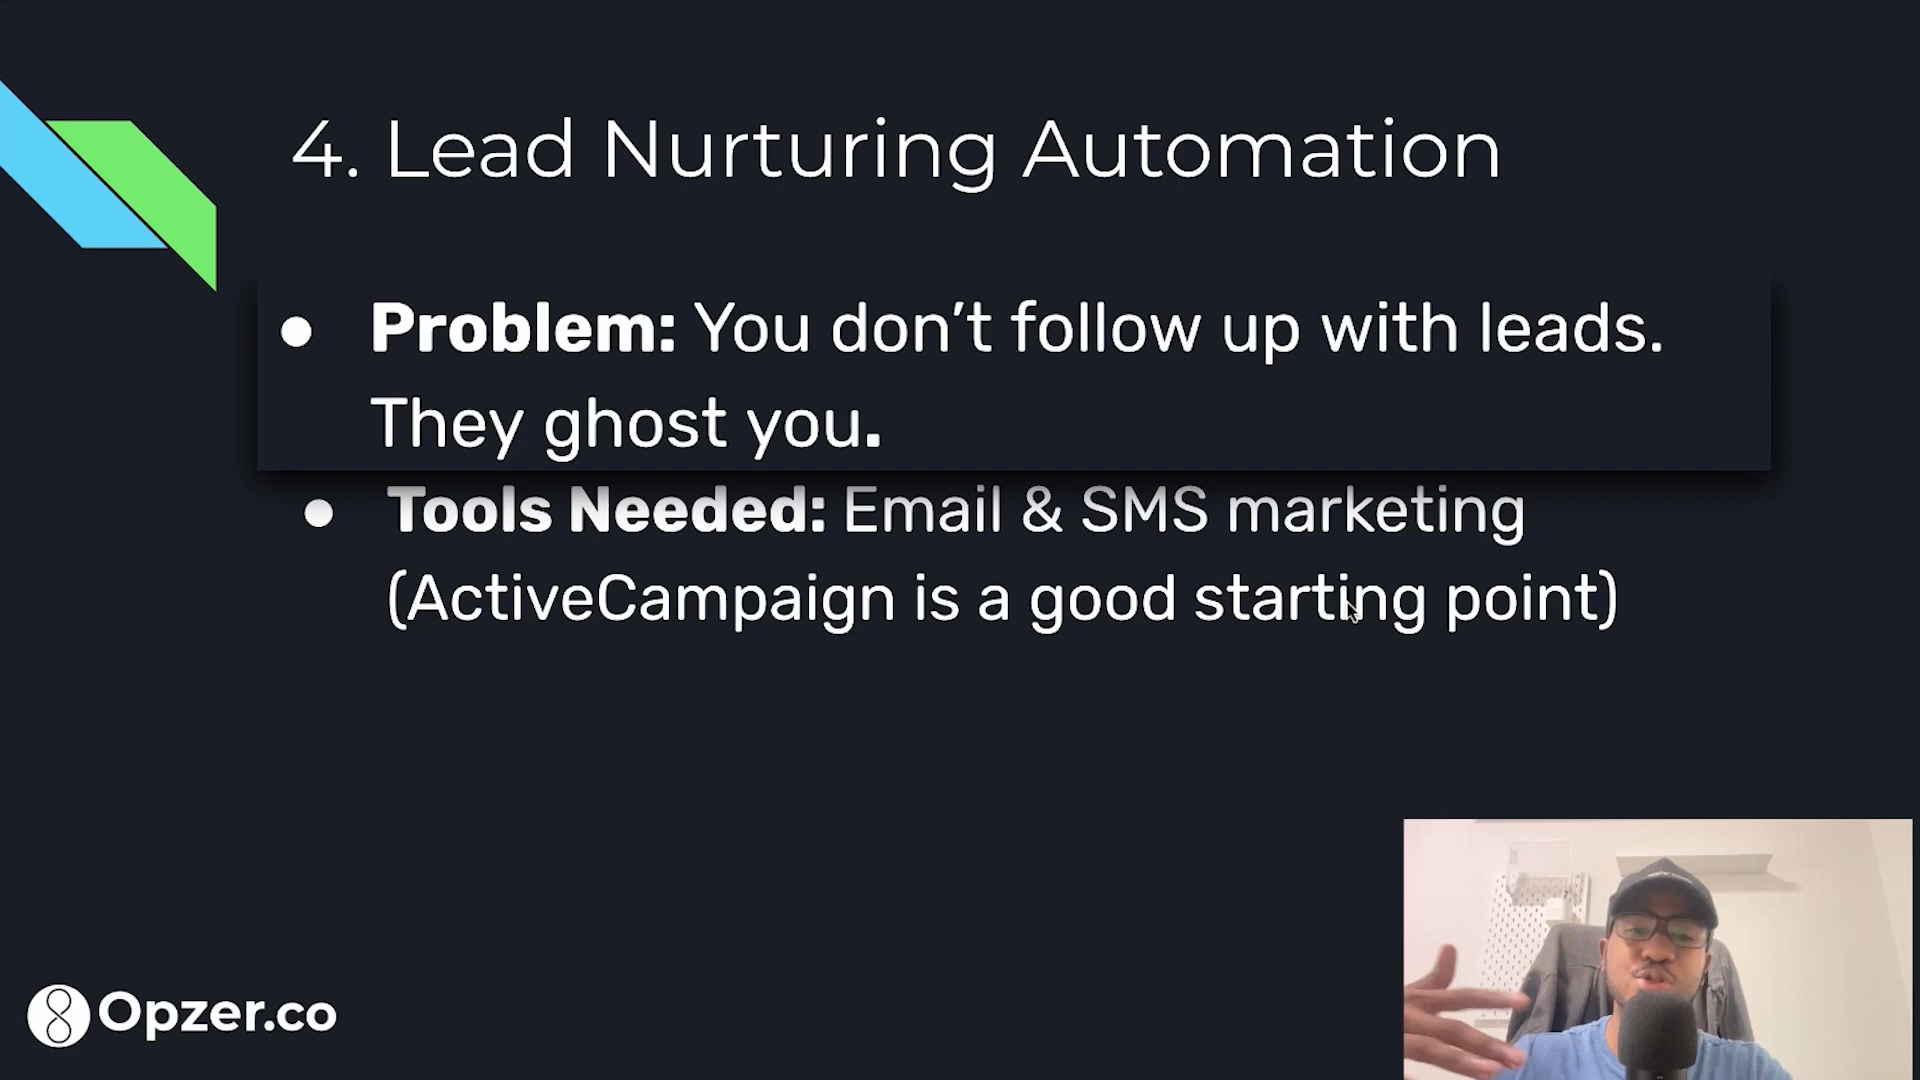 4. Lead Nurturing Automation
● Problem: You don’t follow up with leads.
They ghost you.
● Tools Needed: Email & SMS marketing
(ActiveCampaign is a good starting point)
Opzer.co